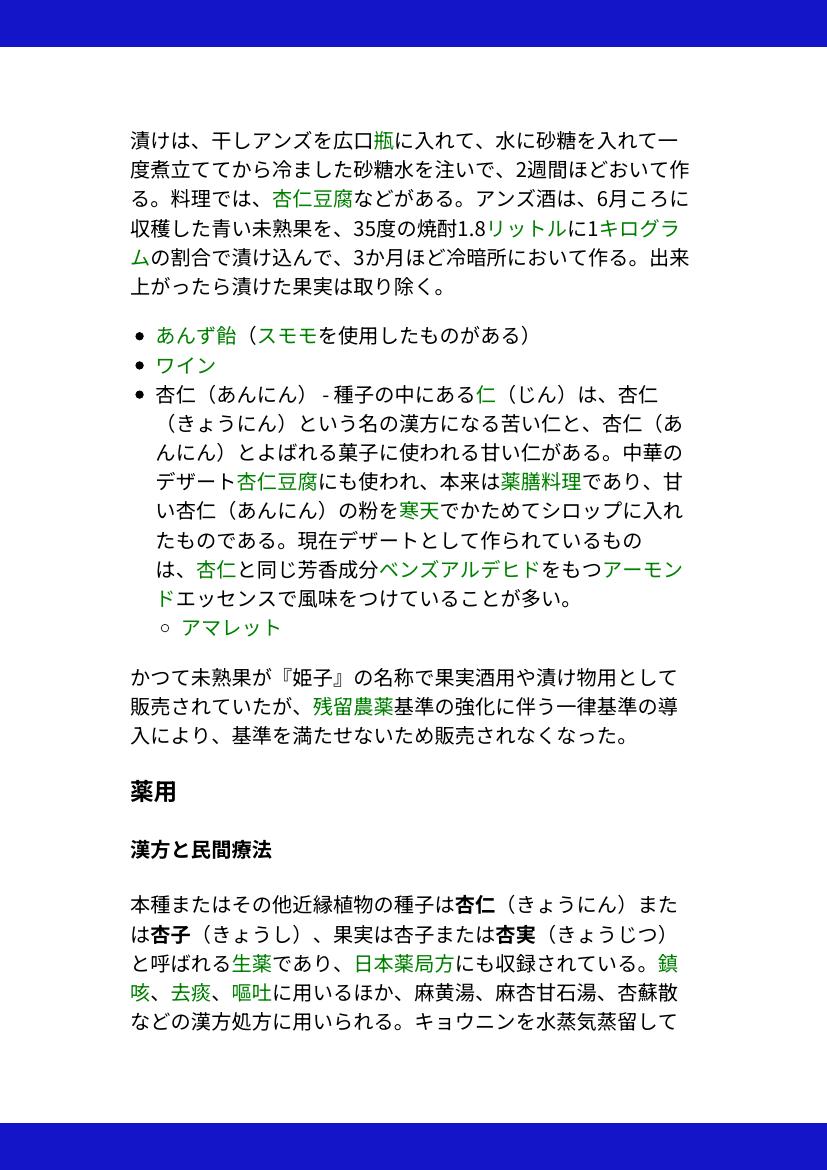 漬けは、干しアンズを広口瓶に入れて、水に砂糖を入れて一
度煮立ててから冷ました砂糖水を注いで、2週間ほどおいて作
る。料理では、杏仁豆腐などがある。アンズ酒は、6月ころに
収穫した青い未熟果を、35度の焼酎1.8リットルに1キログラ
ムの割合で漬け込んで、3か月ほど冷暗所において作る。出来
上がったら漬けた果実は取り除く。
• あんず飴（スモモを使用したものがある）
• ワイン
• 杏仁（あんにん） - 種子の中にある仁（じん）は、杏仁
（きょうにん）という名の漢方になる苦い仁と、杏仁（あ
んにん）とよばれる菓子に使われる甘い仁がある。中華の
デザート杏仁豆腐にも使われ、本来は薬膳料理であり、甘
い杏仁（あんにん）の粉を寒天でかためてシロップに入れ
たものである。現在デザートとして作られているもの
は、杏仁と同じ芳香成分ベンズアルデヒドをもつアーモン
ドエッセンスで風味をつけていることが多い。
◦ アマレット
かつて未熟果が『姫子』の名称で果実酒用や漬け物用として
販売されていたが、残留農薬基準の強化に伴う一律基準の導
入により、基準を満たせないため販売されなくなった。
薬用
漢方と民間療法
本種またはその他近縁植物の種子は杏仁（きょうにん）また
は杏子（きょうし）、果実は杏子または杏実（きょうじつ）
と呼ばれる生薬であり、日本薬局方にも収録されている。鎮
咳、去痰、嘔吐に用いるほか、麻黄湯、麻杏甘石湯、杏蘇散
などの漢方処方に用いられる。キョウニンを水蒸気蒸留して